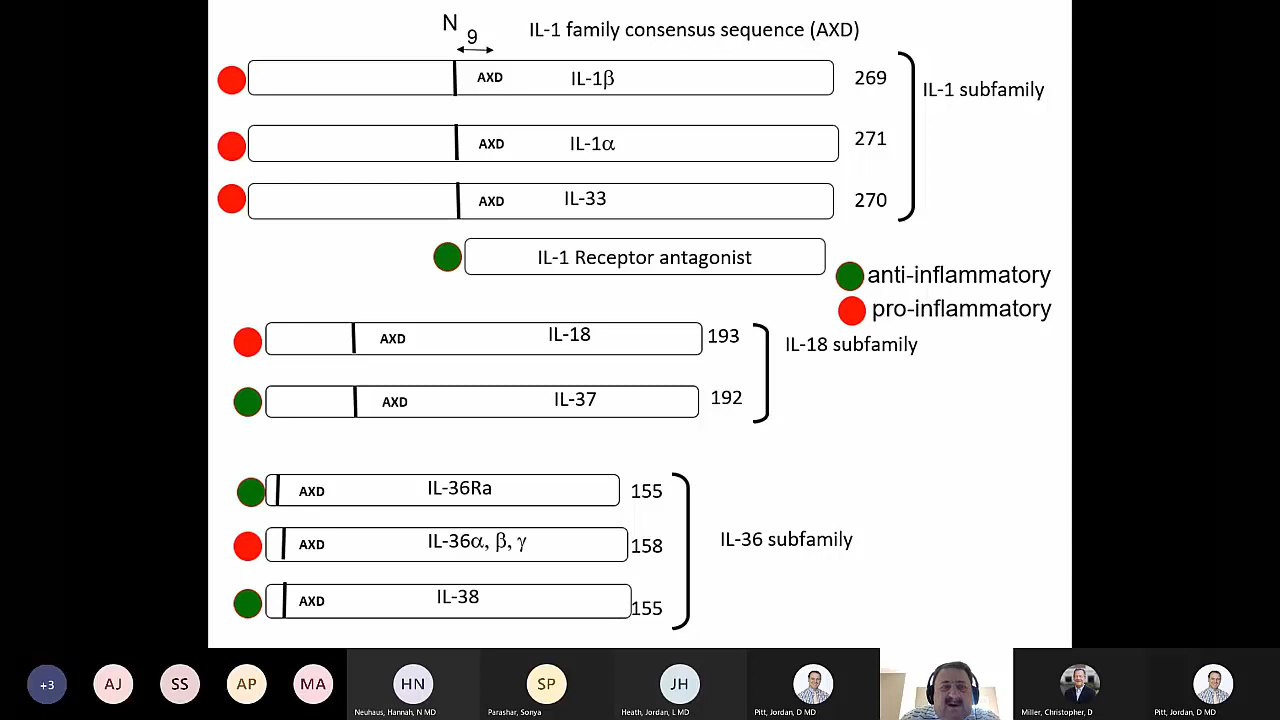 N
9
IL-1 family consensus sequence (AXD)
AXD IL-1β 269
IL-1 subfamily
AXD IL-1α 271
AXD IL-33 270
IL-1 Receptor antagonist
anti-inflammatory
pro-inflammatory
AXD IL-18 193
IL-18 subfamily
AXD IL-37 192
AXD IL-36Ra 155
AXD IL-36α, β, γ 158
IL-36 subfamily
AXD IL-38 155
+3 AJ SS AP MA HN SP JH
Neuhaus, Hannah, N MD
Parashar, Sonya
Heath, Jordan, L MD
Pitt, Jordan, D MD
Miller, Christopher, D
Pitt, Jordan, D MD